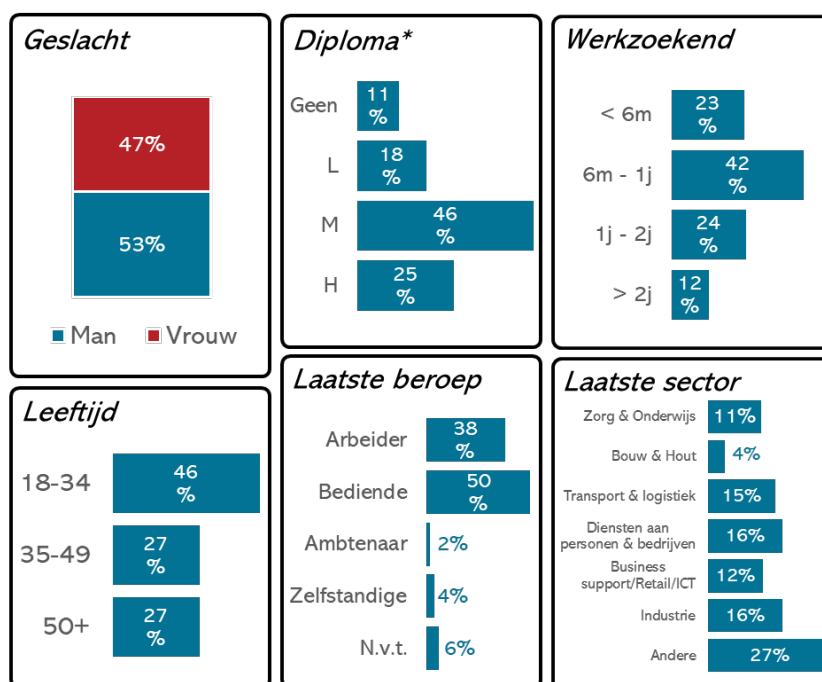 Geslacht
47%
53%
Man Vrouw
Diploma*
Geen 11
%
L 18
%
M 46
%
H 25
%
Werkzoekend
< 6m 23
%
6m - 1j 42
%
1j - 2j 24
%
> 2j 12
%
Leeftijd
18-34 46
%
35-49 27
%
50+ 27
%
Laatste beroep
Arbeider 38
%
Bediende 50
%
Ambtenaar 2%
Zelfstandige 4%
N.v.t. 6%
Laatste sector
Zorg & Onderwijs 11%
Bouw & Hout 4%
Transport & logistiek 15%
Diensten aan
personen & bedrijven 16%
Business
support/Retail/ICT 12%
Industrie 16%
Andere 27%